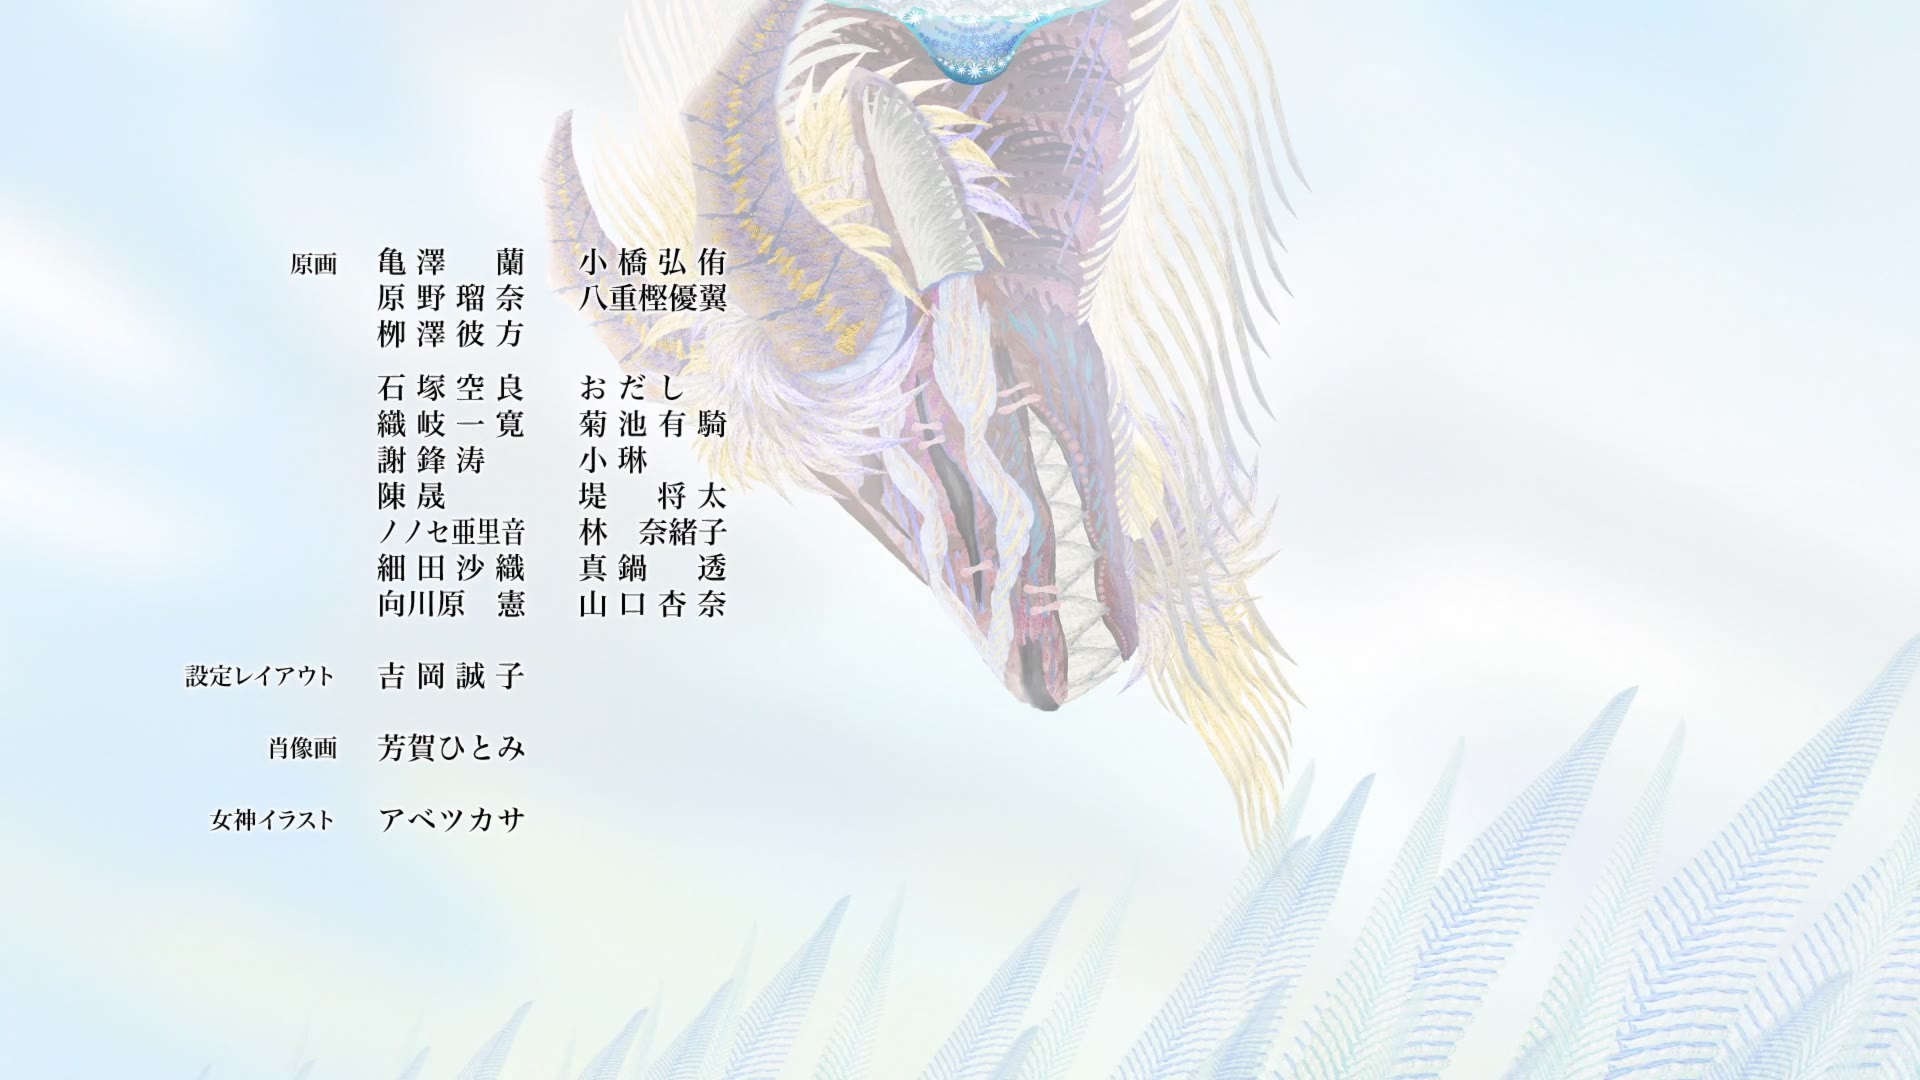 原画 亀澤 蘭 小橋弘侑
原野瑠奈 八重樫優翼
栁澤彼方
石塚空良 おだし
織岐一寛 菊池有騎
謝鋒涛 小琳
陳晟 堤 将太
ノノセ亜里音 林 奈緒子
細田沙織 真鍋 透
向川原 憲 山口杏奈
設定レイアウト 吉岡誠子
肖像画 芳賀ひとみ
女神イラスト アベツカサ